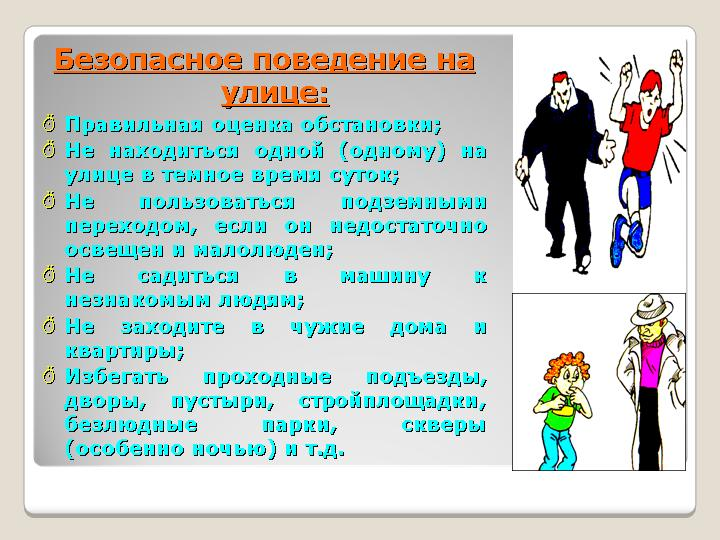 Безопасное поведение на
улице:
Правильная оценка обстановки;
Не находиться одной (одному) на
улице в темное время суток;
Не пользоваться подземными
переходом, если он недостаточно
освещен и малолюден;
Не садиться в машину к
незнакомым людям;
Не заходите в чужие дома и
квартиры;
Избегать проходные подъезды,
дворы, пустыри, стройплощадки,
безлюдные парки, скверы
(особенно ночью) и т.д.